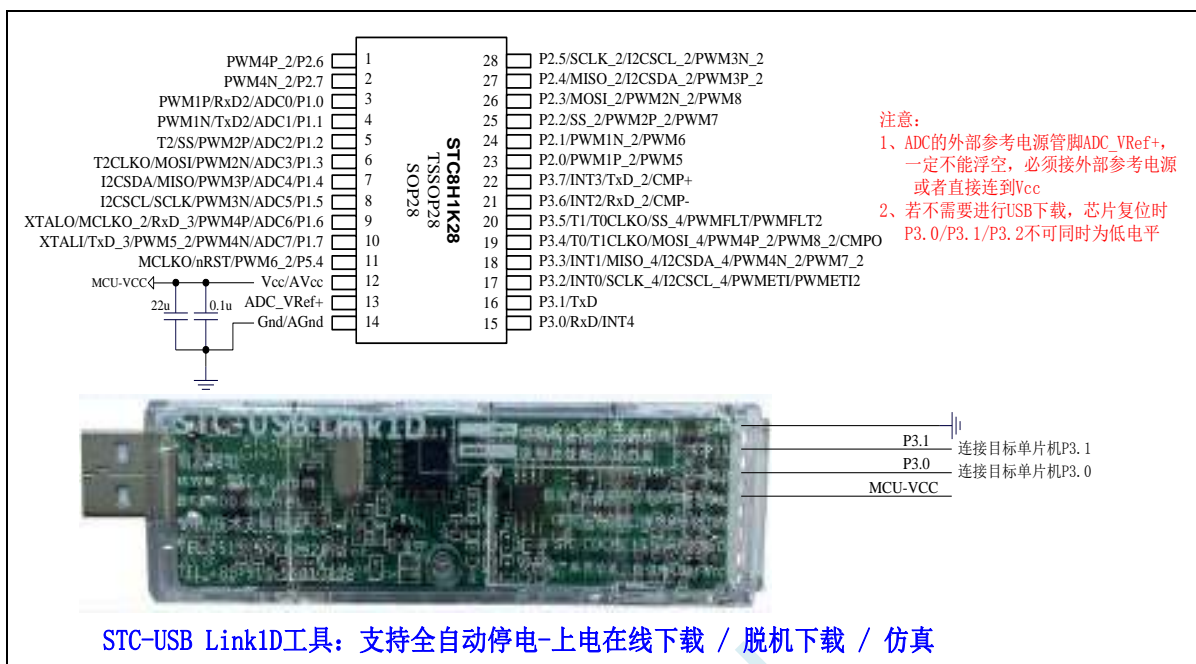 PWM4P_2/P2.6
PWM4N_2/P2.7
PWM1P/RxD2/ADC0/P1.0
PWM1N/TxD2/ADC1/P1.1
T2/SS/PWM2P/ADC2/P1.2
T2CLKO/MOSI/PWM2N/ADC3/P1.3
I2CSDA/MISO/PWM3P/ADC4/P1.4
I2CSCL/SCLK/PWM3N/ADC5/P1.5
XTALO/MCLKO_2/RxD_3/PWM4P/ADC6/P1.6
XTALI/TxD_3/PWM5_2/PWM4N/ADC7/P1.7
MCLKO/nRST/PWM6_2/P5.4
MCU-VCC
Vcc/AVcc
ADC_VRef+
Gnd/AGnd
22u
0.1u
1
2
3
4
5
6
7
8
9
10
11
12
13
14
STC8H1K28
TSSOP28
SOP28
28
27
26
25
24
23
22
21
20
19
18
17
16
15
P2.5/SCLK_2/I2CSCL_2/PWM3N_2
P2.4/MISO_2/I2CSDA_2/PWM3P_2
P2.3/MOSI_2/PWM2N_2/PWM8
P2.2/SS_2/PWM2P_2/PWM7
P2.1/PWM1N_2/PWM6
P2.0/PWM1P_2/PWM5
P3.7/INT3/TxD_2/CMP+
P3.6/INT2/RxD_2/CMP-
P3.5/T1/T0CLKO/SS_4/PWMFLT/PWMFLT2
P3.4/T0/T1CLKO/MOSI_4/PWM4P_2/PWM8_2/CMPO
P3.3/INT1/MISO_4/I2CSDA_4/PWM4N_2/PWM7_2
P3.2/INT0/SCLK_4/I2CSCL_4/PWMETI/PWMETI2
P3.1/TxD
P3.0/RxD/INT4
注意：
1、ADC的外部参考电源管脚ADC_VRef+，
一定不能浮空，必须接外部参考电源
或者直接连到Vcc
2、若不需要进行USB下载，芯片复位时
P3.0/P3.1/P3.2不可同时为低电平
STC-USB Link1D
P3.1
连接目标单片机P3.1
P3.0
连接目标单片机P3.0
MCU-VCC
STC-USB Link1D工具：支持全自动停电-上电在线下载 / 脱机下载 / 仿真